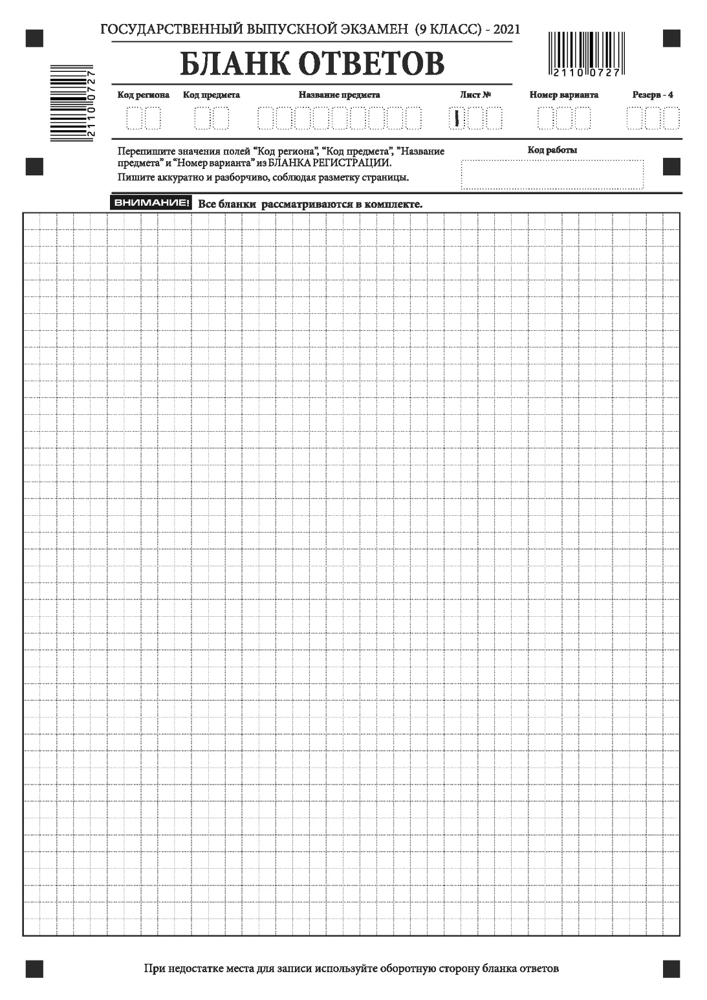 ГОСУДАРСТВЕННЫЙ ВЫПУСКНОЙ ЭКЗАМЕН (9 КЛАСС) - 2021
БЛАНК ОТВЕТОВ
2110 0727
2110 0727
Код региона Код предмета Название предмета Лист № Номер варианта Резерв - 4
1
Перепишите значения полей “Код региона”, “Код предмета”, ”Название
предмета” и “Номер варианта” из БЛАНКА РЕГИСТРАЦИИ.
Пишите аккуратно и разборчиво, соблюдая разметку страницы.
Код работы
ВНИМАНИЕ! Все бланки рассматриваются в комплекте.
При недостатке места для записи используйте оборотную сторону бланка ответов